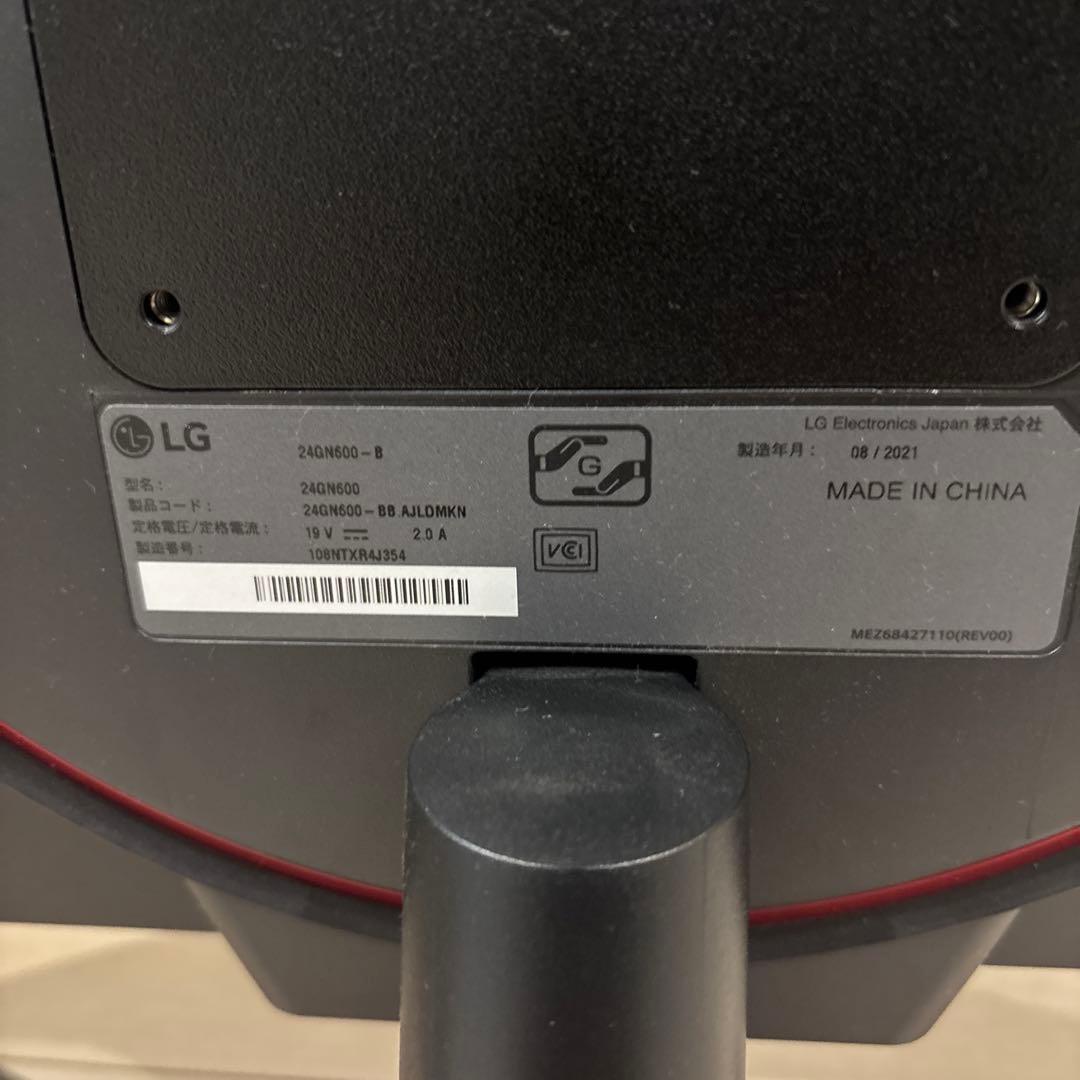 LG
24GN600-B
型名: 24GN600
製品コード: 24GN600-BB.AJLDMKN
定格電圧/定格電流: 19 V 2.0 A
製造番号: 108NTXR4J354
G
VCCI
LG Electronics Japan 株式会社
製造年月: 08 / 2021
MADE IN CHINA
MEZ68427110(REV00)